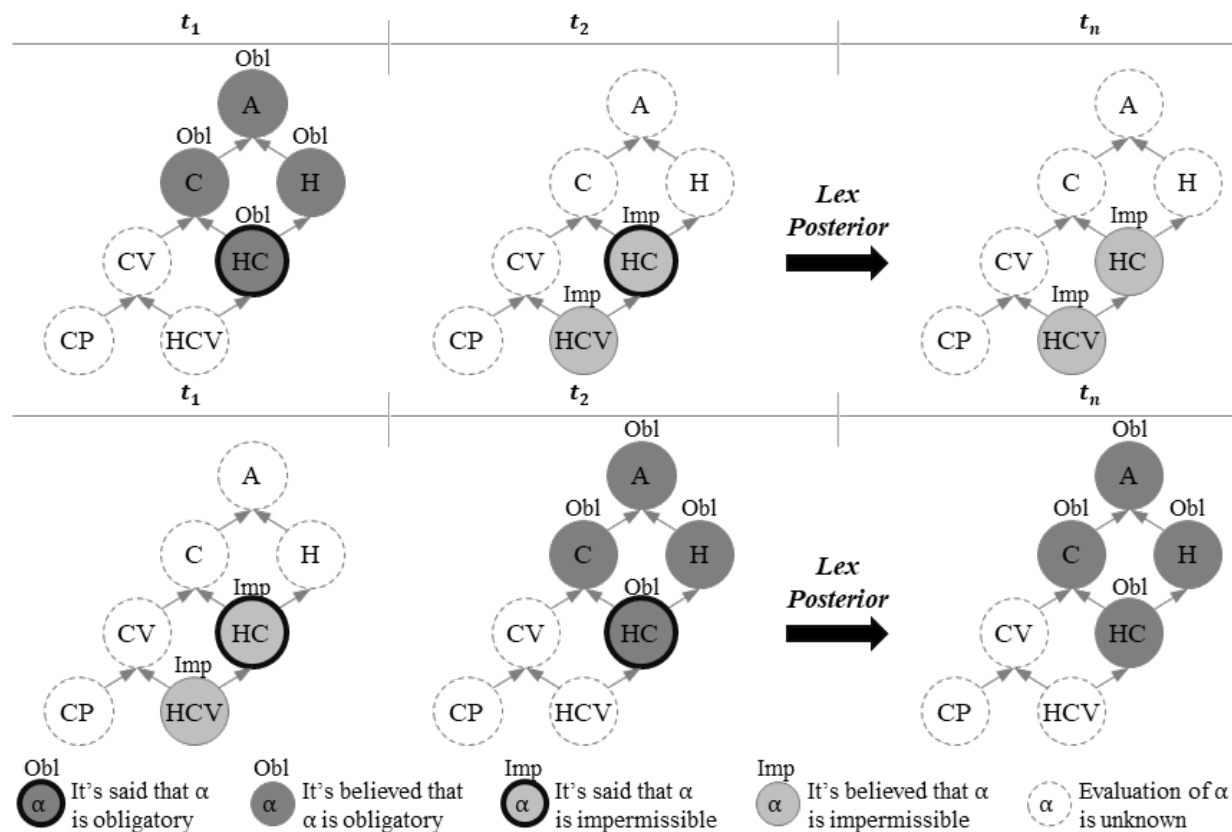 t₁ t₂ tₙ
Obl
A
Obl Obl
C H
Obl
CV HC
CP HCV
A
C H
Imp
CV HC
Imp
CP HCV
Lex
Posterior
A
C H
Imp
CV HC
Imp
CP HCV
t₁ t₂ tₙ
A
C H
Imp
CV HC
Imp
CP HCV
Obl
A
Obl Obl
C H
Obl
CV HC
CP HCV
Lex
Posterior
Obl
A
Obl Obl
C H
Obl
CV HC
CP HCV
Obl
α
It's said that α
is obligatory
Obl
α
It's believed that
α is obligatory
Imp
α
It's said that α
is impermissible
Imp
α
It's believed that α
is impermissible
α
Evaluation of α
is unknown